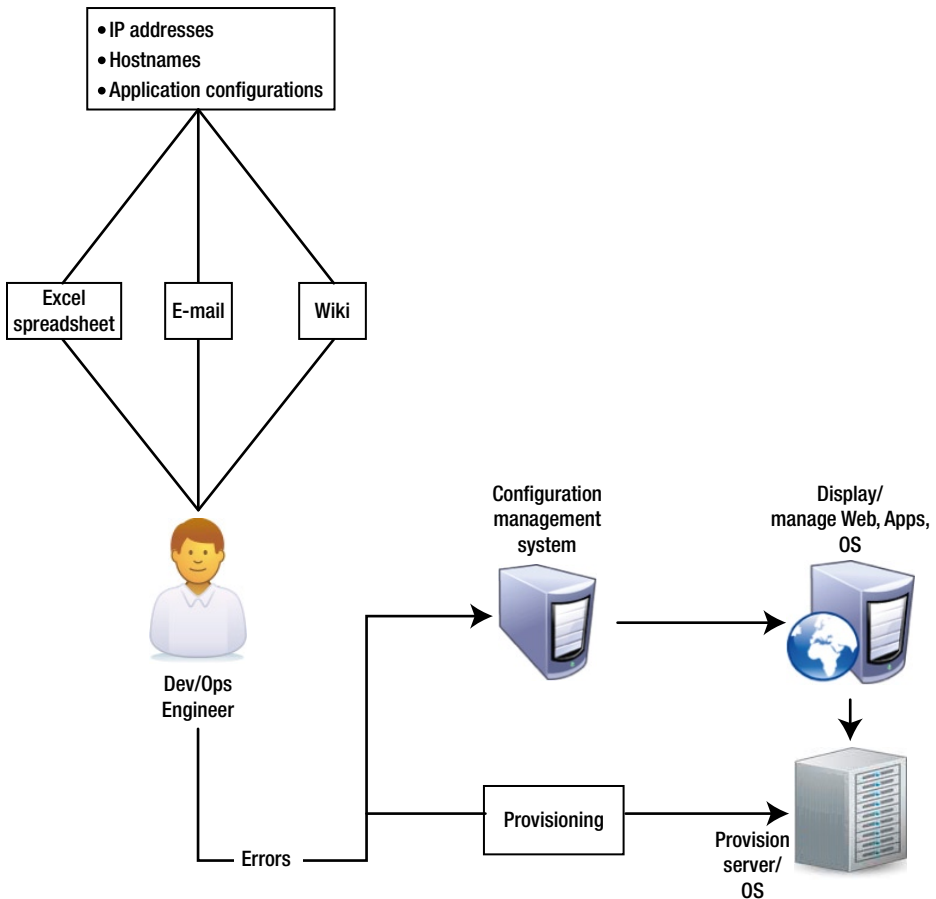 • IP addresses
• Hostnames
• Application configurations
Excel
spreadsheet
E-mail
Wiki
Dev/Ops
Engineer
Configuration
management
system
Display/
manage Web, Apps,
OS
Errors
Provisioning
Provision
server/
OS